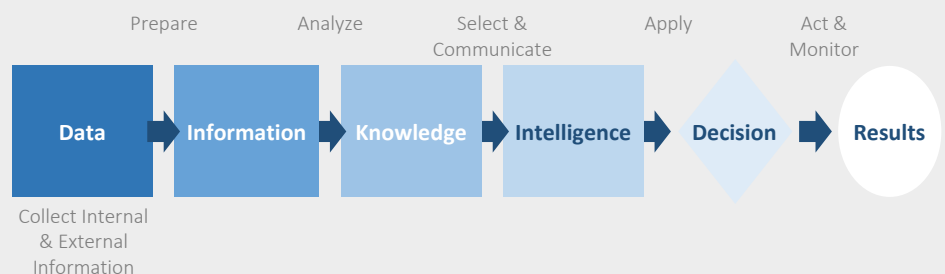 Prepare
Analyze
Select &
Communicate
Apply
Act &
Monitor
Data
Information
Knowledge
Intelligence
Decision
Results
Collect Internal
& External
Information